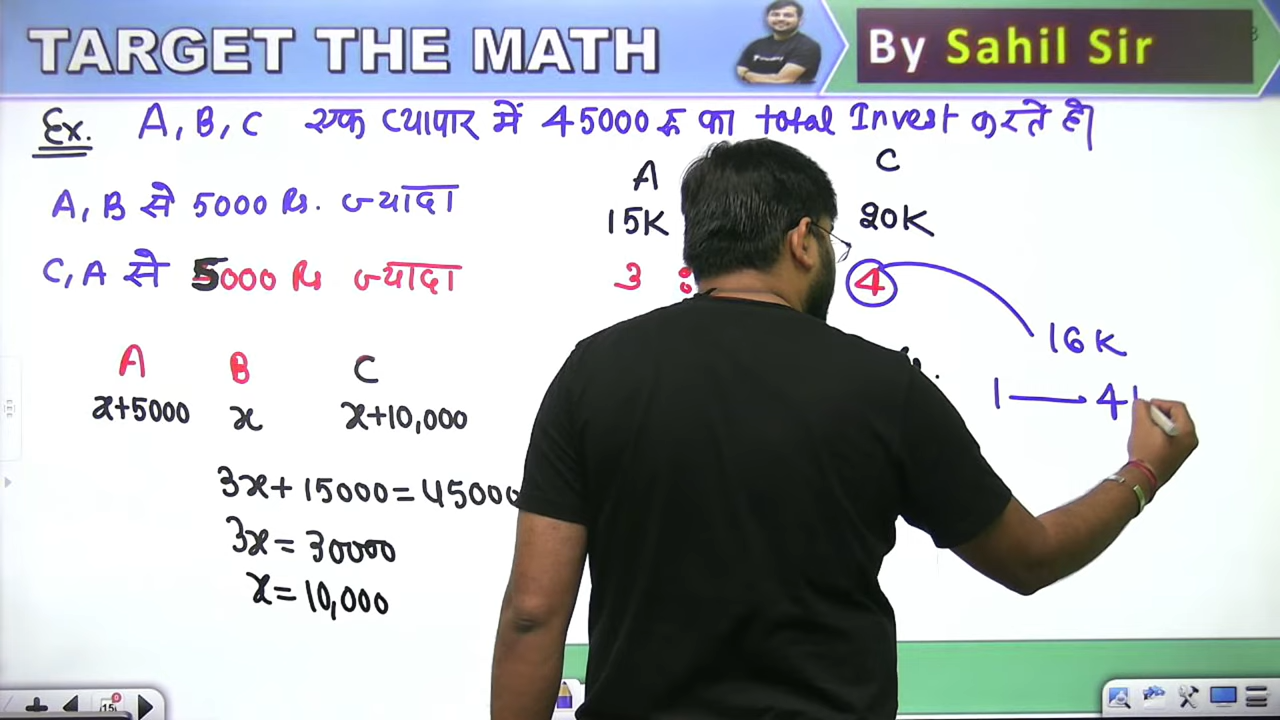 TARGET THE MATH
By Sahil Sir
Ex. A, B, C एक व्यापार में 45000 रु का total Invest करते हैं।
A, B से 5000 Rs. ज्यादा
C, A से 5000 Rs ज्यादा
A C
15K 20K
3 : 4
16K
1 → 4
A B C
x+5000 x x+10,000
3x+15000=45000
3x=30000
x=10,000